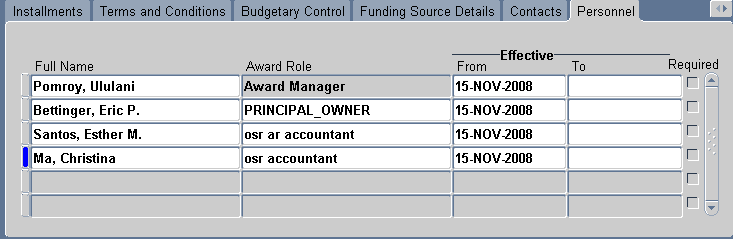 Installments Terms and Conditions Budgetary Control Funding Source Details Contacts Personnel
Effective
Full Name Award Role From To Required
Pomroy, Ululani Award Manager 15-NOV-2008
Bettinger, Eric P. PRINCIPAL_OWNER 15-NOV-2008
Santos, Esther M. osr ar accountant 15-NOV-2008
Ma, Christina osr accountant 15-NOV-2008